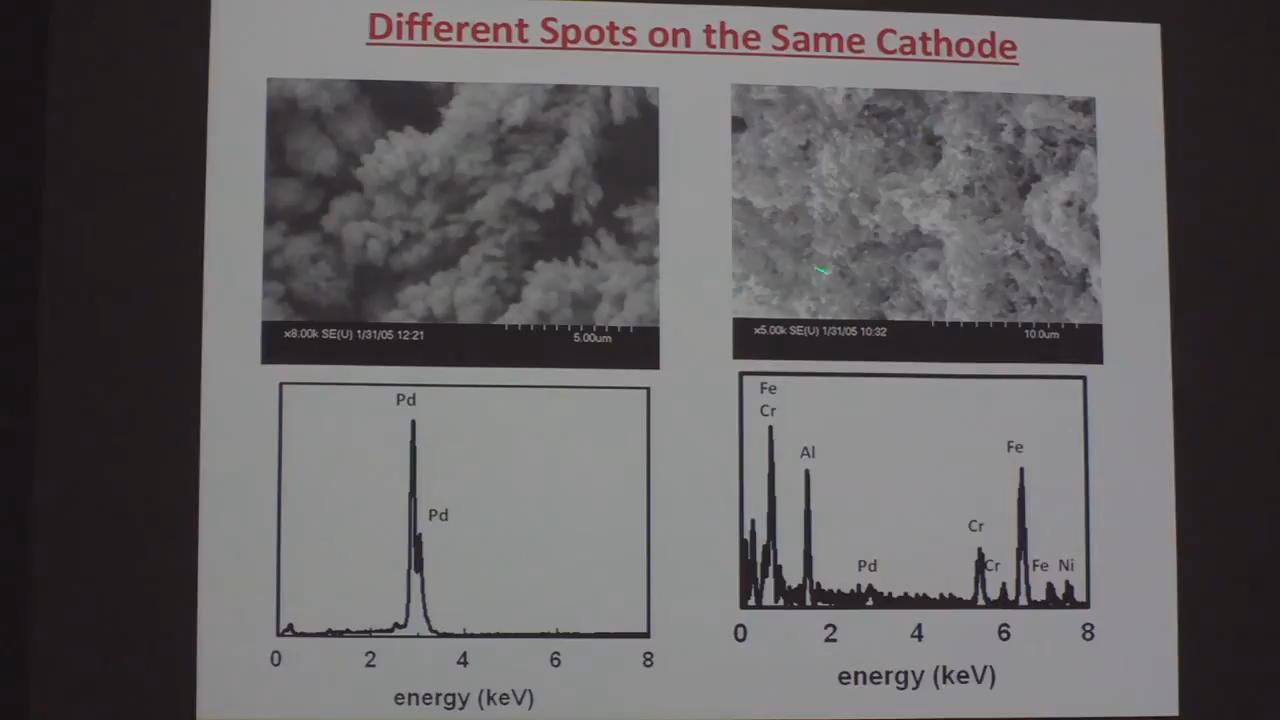 Different Spots on the Same Cathode
x8.00k SE(U) 1/31/05 12:21
5.00um
x5.00k SE(U) 1/31/05 10:32
10.0um
Pd
Pd
0 2 4 6 8
energy (keV)
Fe
Cr
Al
Pd
Cr
Cr
Fe
Fe
Ni
0 2 4 6 8
energy (keV)